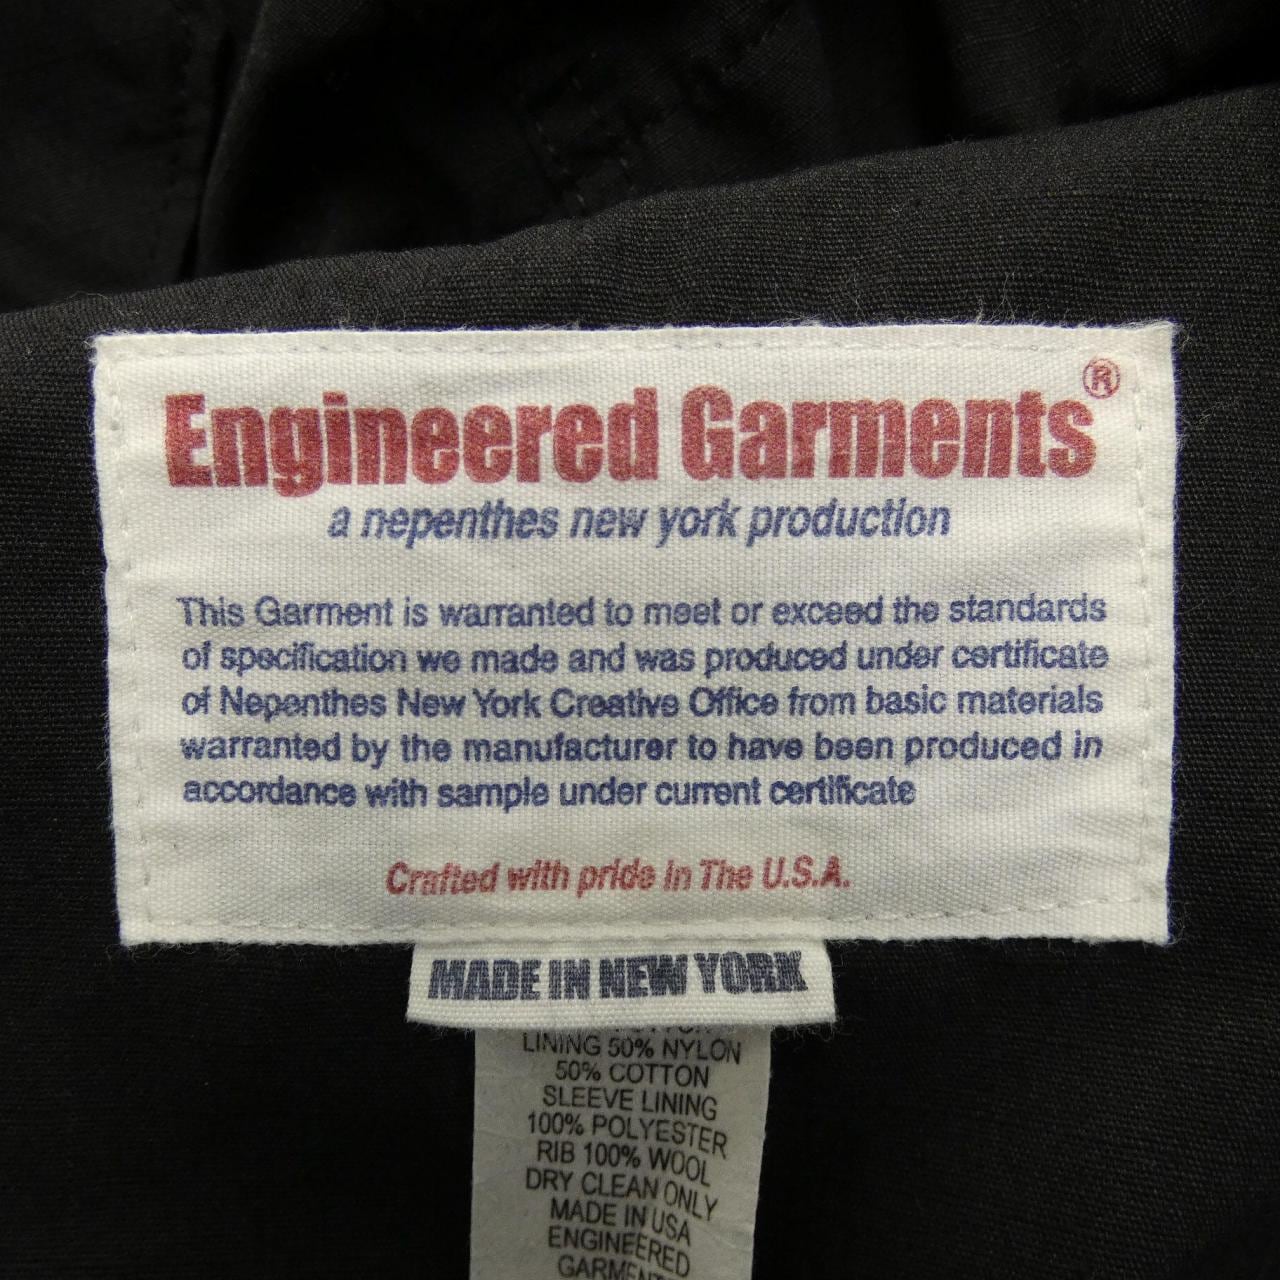 Engineered Garments®
a nepenthes new york production
This Garment is warranted to meet or exceed the standards
of specification we made and was produced under certificate
of Nepenthes New York Creative Office from basic materials
warranted by the manufacturer to have been produced in
accordance with sample under current certificate
Crafted with pride in The U.S.A.
MADE IN NEW YORK
LINING 50% NYLON
50% COTTON
SLEEVE LINING
100% POLYESTER
RIB 100% WOOL
DRY CLEAN ONLY
MADE IN USA
ENGINEERED